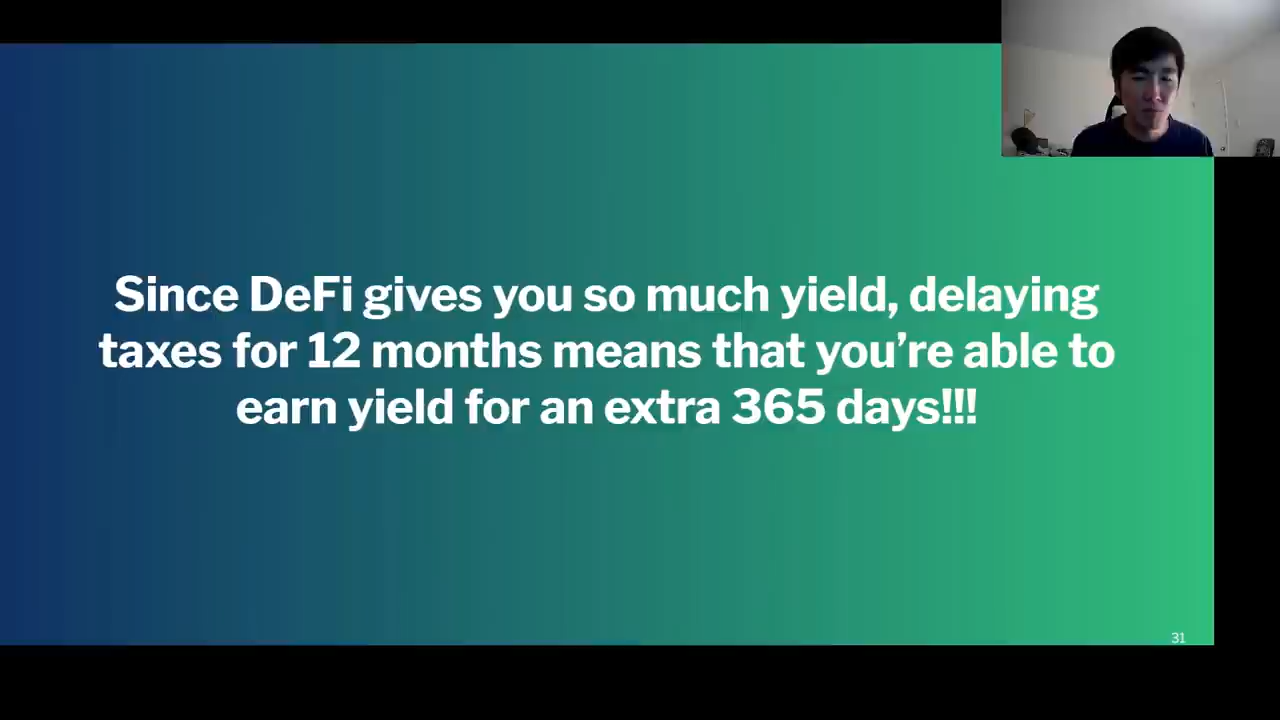 Since DeFi gives you so much yield, delaying
taxes for 12 months means that you’re able to
earn yield for an extra 365 days!!!
31